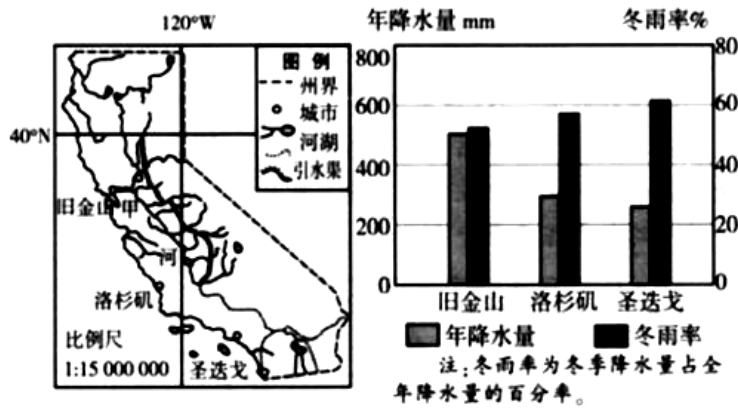 120°W
图 例
州界
城市
河湖
引水渠
40°N
旧金山 甲
河
洛杉矶
比例尺
1:15 000 000
圣迭戈
年降水量 mm
冬雨率%
800
600
400
200
0
80
60
40
20
0
旧金山 洛杉矶 圣迭戈
年降水量 冬雨率
注:冬雨率为冬季降水量占全
年降水量的百分率。